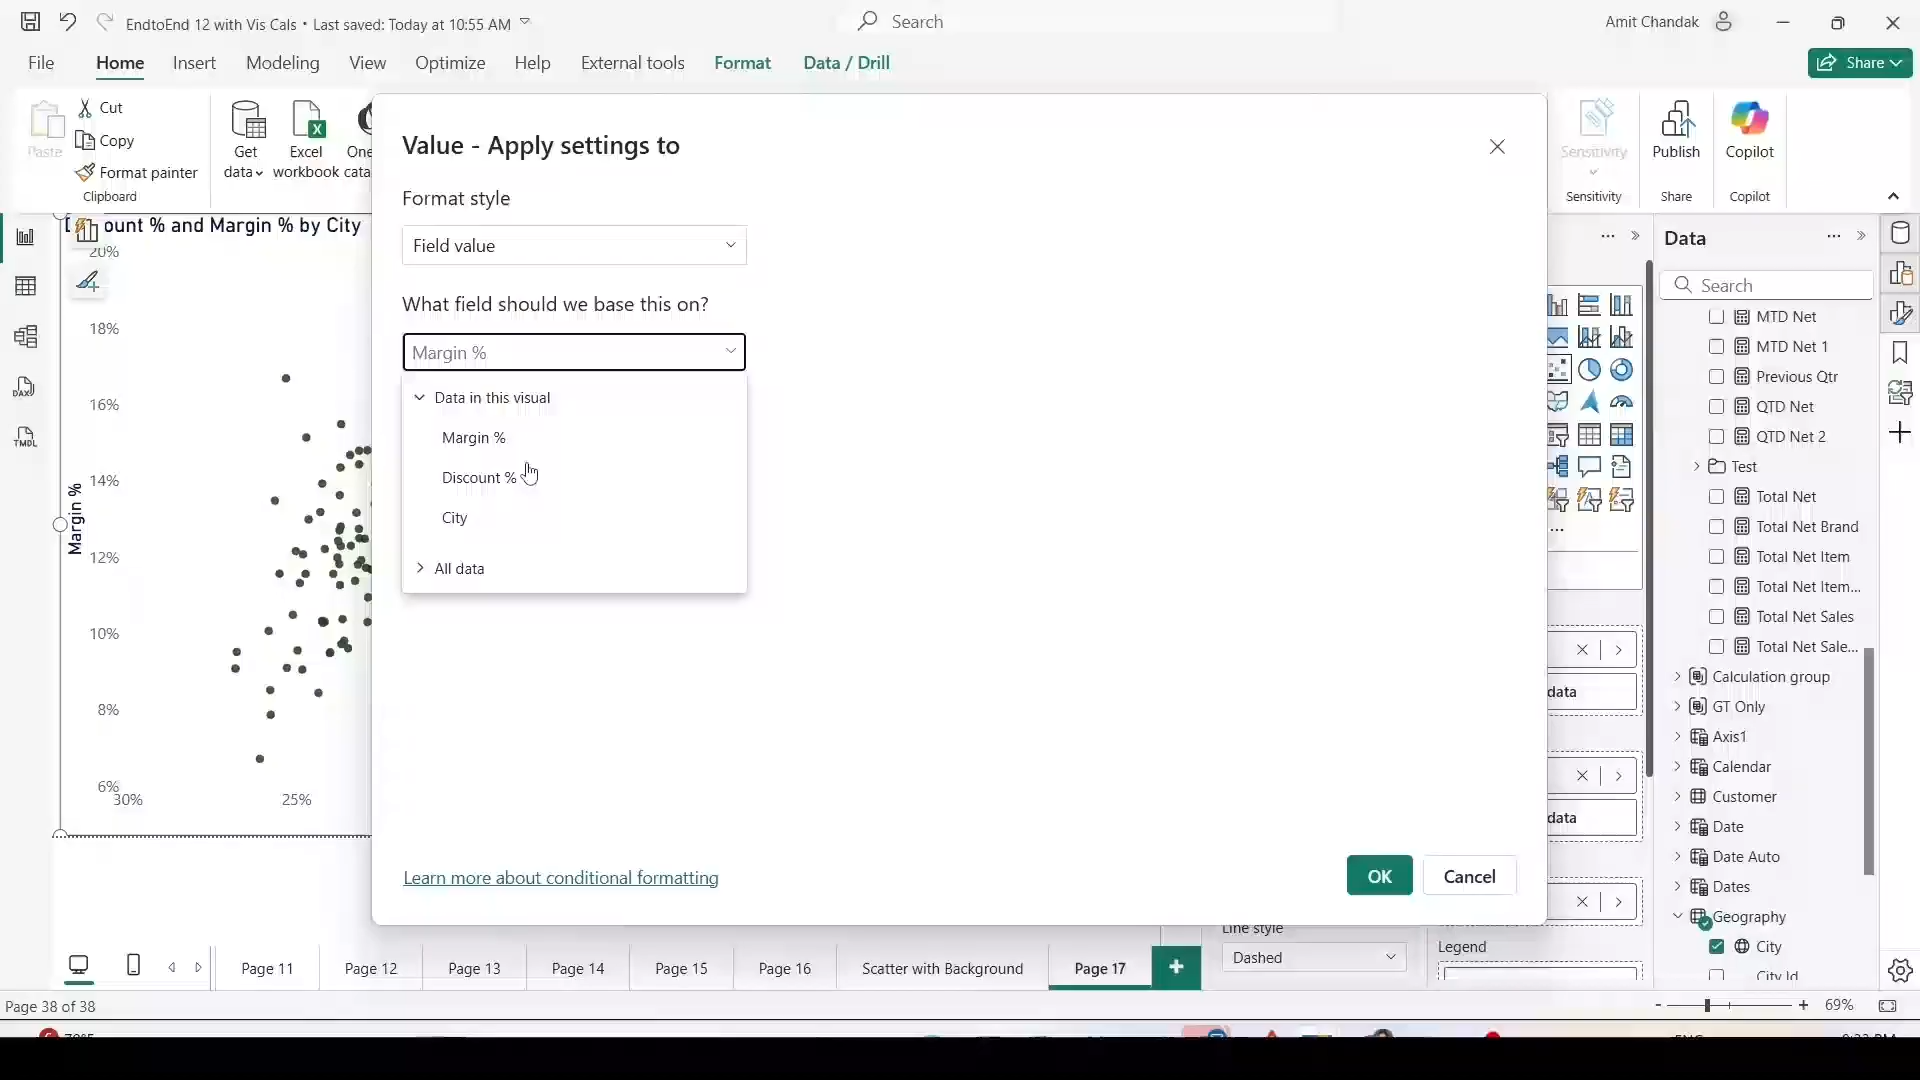 EndtoEnd 12 with Vis Cals • Last saved: Today at 10:55 AM
Search
Amit Chandak
File Home Insert Modeling View Optimize Help External tools Format Data / Drill
Share
Paste
Cut
Copy
Format painter
Clipboard
Get data
Excel workbook
Sensitivity
Sensitivity
Publish
Share
Copilot
Copilot
ount % and Margin % by City
20%
18%
16%
14%
12%
10%
8%
6%
30%
25%
Margin %
Value - Apply settings to
Format style
Field value
What field should we base this on?
Margin %
Data in this visual
Margin %
Discount %
City
All data
Learn more about conditional formatting
OK
Cancel
data
data
Line style
Dashed
Legend
Data
Search
MTD Net
MTD Net 1
Previous Qtr
QTD Net
QTD Net 2
Test
Total Net
Total Net Brand
Total Net Item
Total Net Item...
Total Net Sales
Total Net Sale...
Calculation group
GT Only
Axis1
Calendar
Customer
Date
Date Auto
Dates
Geography
City
City Id
DAX
TMDL
Page 11
Page 12
Page 13
Page 14
Page 15
Page 16
Scatter with Background
Page 17
Page 38 of 38
69%